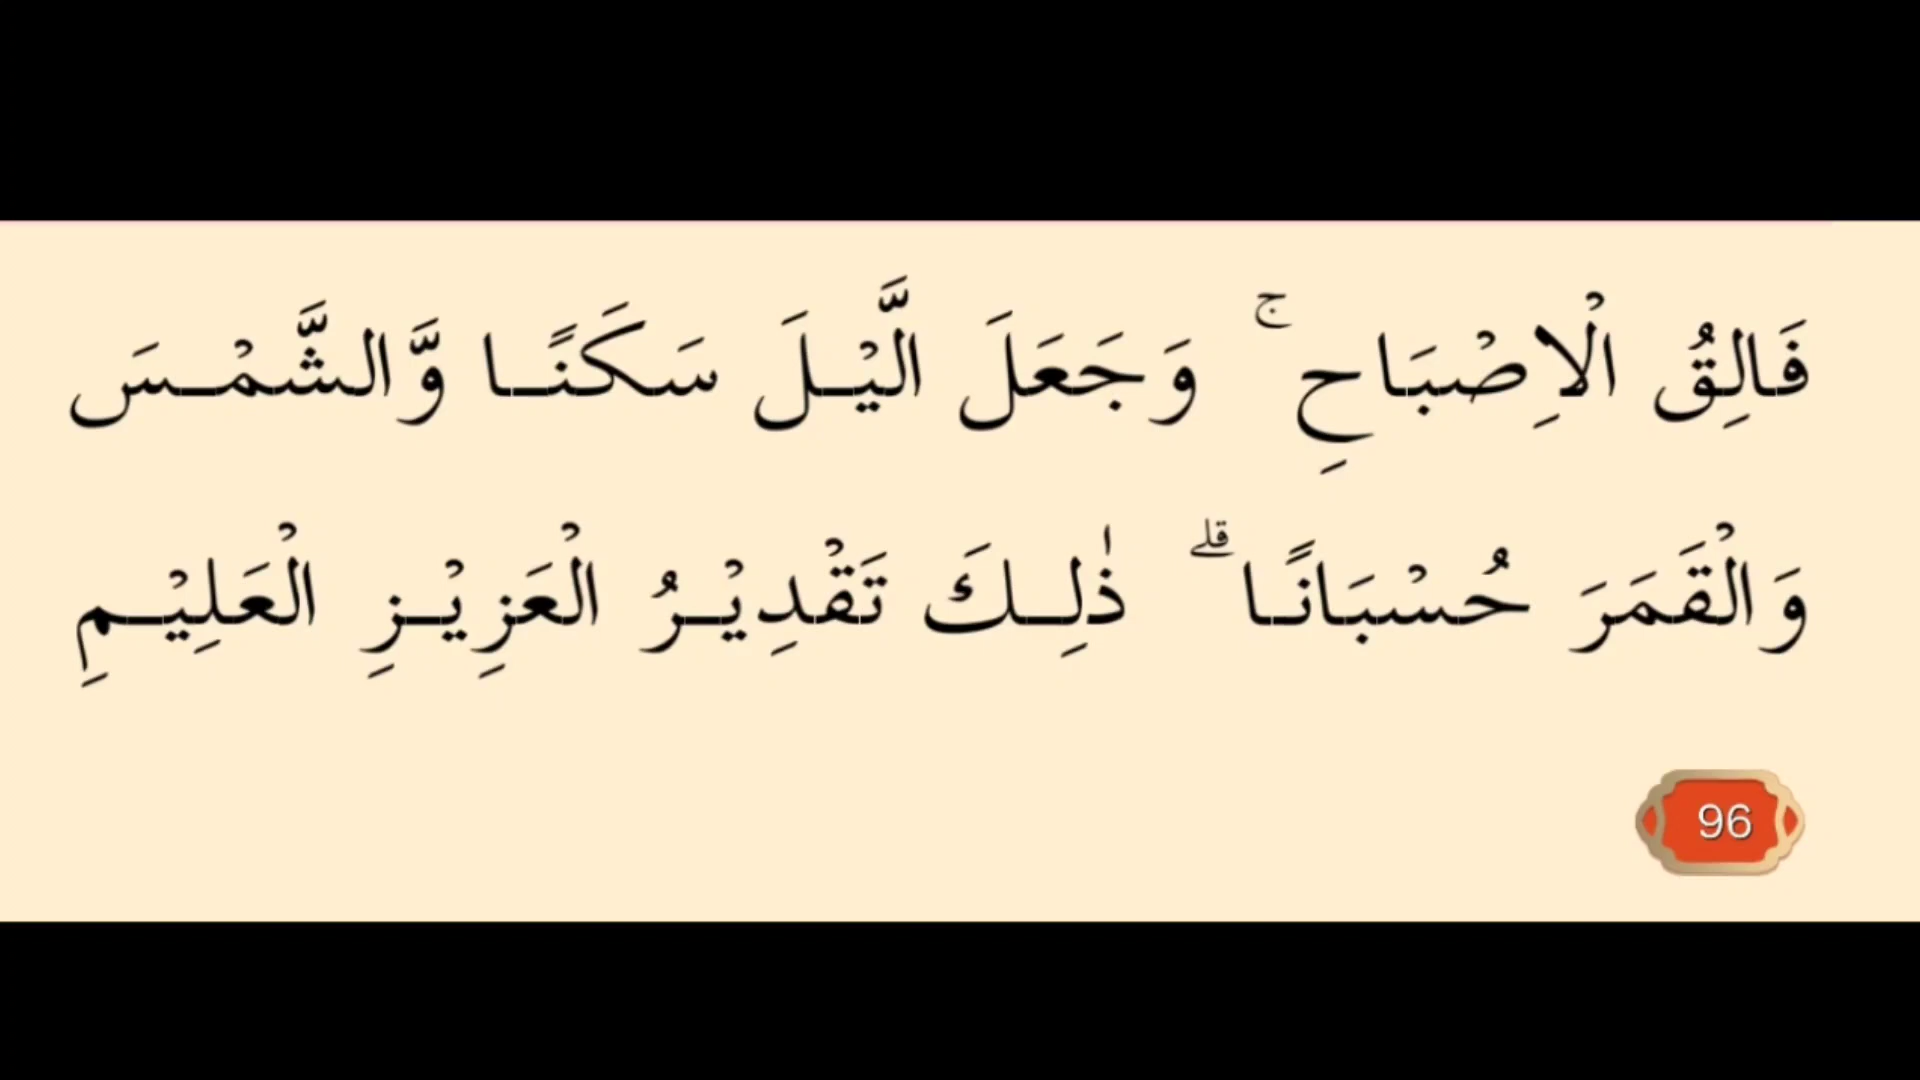 فَالِقُ الْاِصْبَاحِ ۚ وَجَعَلَ الَّيْلَ سَكَنًا وَّالشَّمْسَ
وَالْقَمَرَ حُسْبَانًا ۗ ذٰلِكَ تَقْدِيْرُ الْعَزِيْزِ الْعَلِيْمِ
96